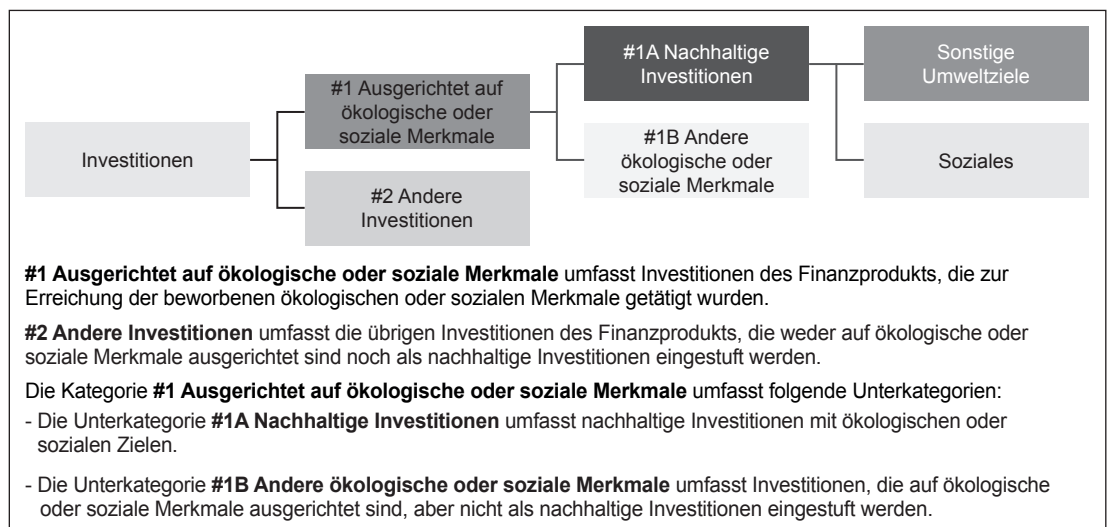 Investitionen
#1 Ausgerichtet auf
ökologische oder
soziale Merkmale
#2 Andere
Investitionen
#1A Nachhaltige
Investitionen
#1B Andere
ökologische oder
soziale Merkmale
Sonstige
Umweltziele
Soziales
#1 Ausgerichtet auf ökologische oder soziale Merkmale umfasst Investitionen des Finanzprodukts, die zur
Erreichung der beworbenen ökologischen oder sozialen Merkmale getätigt wurden.
#2 Andere Investitionen umfasst die übrigen Investitionen des Finanzprodukts, die weder auf ökologische oder
soziale Merkmale ausgerichtet sind noch als nachhaltige Investitionen eingestuft werden.
Die Kategorie #1 Ausgerichtet auf ökologische oder soziale Merkmale umfasst folgende Unterkategorien:
- Die Unterkategorie #1A Nachhaltige Investitionen umfasst nachhaltige Investitionen mit ökologischen oder
sozialen Zielen.
- Die Unterkategorie #1B Andere ökologische oder soziale Merkmale umfasst Investitionen, die auf ökologische
oder soziale Merkmale ausgerichtet sind, aber nicht als nachhaltige Investitionen eingestuft werden.